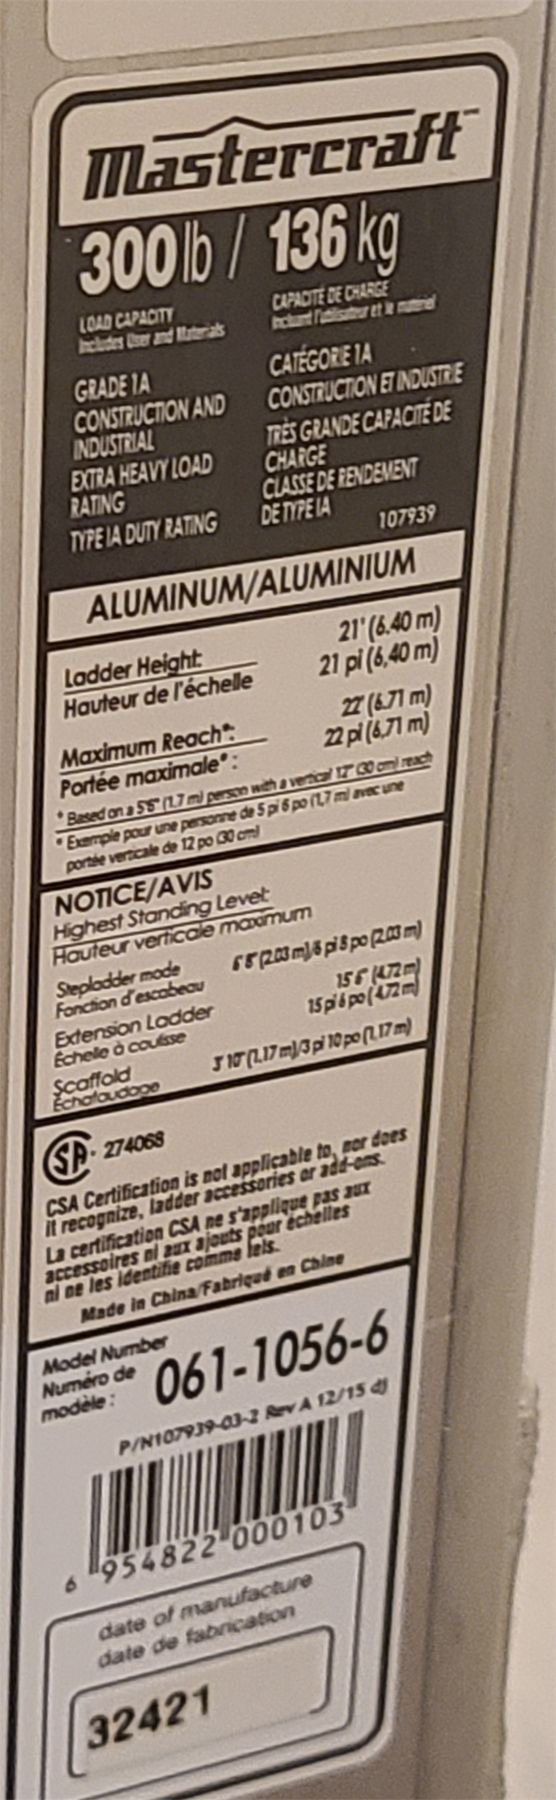 Mastercraft™
300 lb / 136 kg
LOAD CAPACITY
Includes User and Materials
CAPACITÉ DE CHARGE
Incluant l'utilisateur et le matériel
GRADE 1A
CONSTRUCTION AND
INDUSTRIAL
EXTRA HEAVY LOAD
RATING
TYPE IA DUTY RATING
CATÉGORIE 1A
CONSTRUCTION ET INDUSTRIE
TRÈS GRANDE CAPACITÉ DE
CHARGE
CLASSE DE RENDEMENT
DE TYPE IA
107939
ALUMINUM/ALUMINIUM
Ladder Height: 21' (6.40 m)
Hauteur de l'échelle 21 pi (6,40 m)
Maximum Reach*: 22' (6.71 m)
Portée maximale* : 22 pi (6,71 m)
* Based on a 5'6" (1.7 m) person with a vertical 12" (30 cm) reach
* Exemple pour une personne de 5 pi 6 po (1,7 m) avec une
portée verticale de 12 po (30 cm)
NOTICE/AVIS
Highest Standing Level:
Hauteur verticale maximum
Stepladder mode 6'8" (2.03 m)/6 pi 8 po (2,03 m)
Fonction d'escabeau
Extension Ladder 15'6" (4.72 m)
Échelle à coulisse 15 pi 6 po (4,72 m)
Scaffold 3'10" (1.17 m)/3 pi 10 po (1,17 m)
Échafaudage
SA 274068
CSA Certification is not applicable to, nor does
it recognize, ladder accessories or add-ons.
La certification CSA ne s'applique pas aux
accessoires ni aux ajouts pour échelles
ni ne les identifie comme tels.
Made in China/Fabriqué en Chine
Model Number
Numéro de
modèle :
061-1056-6
P/N107939-03-2 Rev A 12/15 dj
6 954822 000103
date of manufacture
date de fabrication
32421